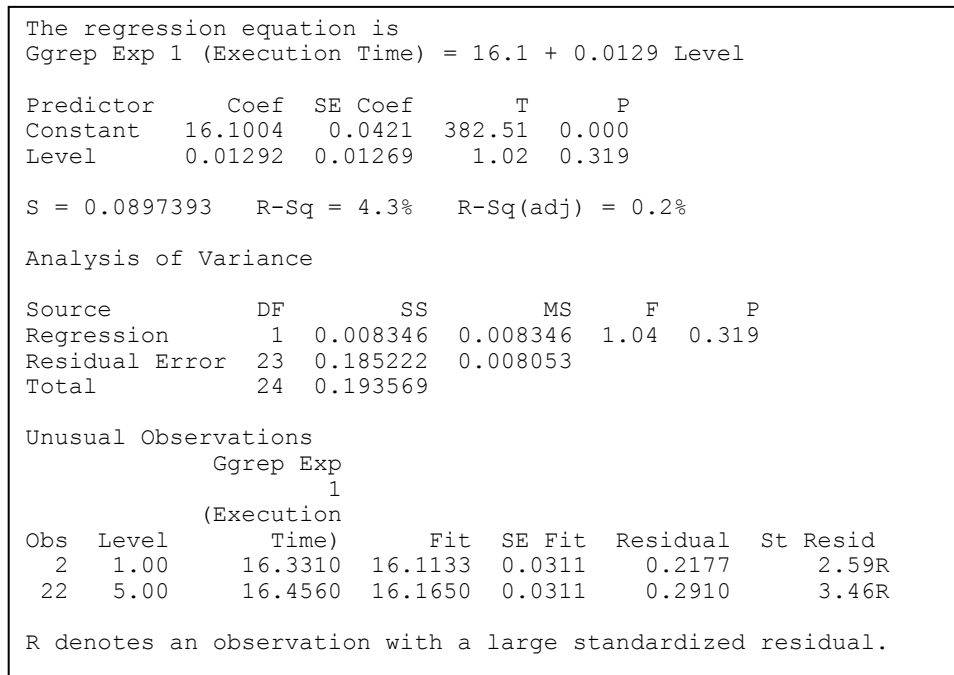 The regression equation is
Ggrep Exp 1 (Execution Time) = 16.1 + 0.0129 Level
Predictor Coef SE Coef T P
Constant 16.1004 0.0421 382.51 0.000
Level 0.01292 0.01269 1.02 0.319
S = 0.0897393 R-Sq = 4.3% R-Sq(adj) = 0.2%
Analysis of Variance
Source DF SS MS F P
Regression 1 0.008346 0.008346 1.04 0.319
Residual Error 23 0.185222 0.008053
Total 24 0.193569
Unusual Observations
Ggrep Exp
1
(Execution
Obs Level Time) Fit SE Fit Residual St Resid
2 1.00 16.3310 16.1133 0.0311 0.2177 2.59R
22 5.00 16.4560 16.1650 0.0311 0.2910 3.46R
R denotes an observation with a large standardized residual.